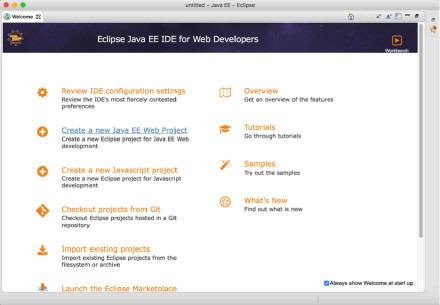 untitled - Java EE - Eclipse
Welcome
Eclipse Java EE IDE for Web Developers
Workbench
Review IDE configuration settings
Review the IDE's most fiercely contested
preferences
Create a new Java EE Web Project
Create a new Eclipse project for Java EE Web
development
Create a new Javascript project
Create a new Eclipse project for Javascript
development
Checkout projects from Git
Checkout Eclipse projects hosted in a Git
repository
Import existing projects
Import existing Eclipse projects from the
filesystem or archive
Launch the Eclipse Marketplace
Overview
Get an overview of the features
Tutorials
Go through tutorials
Samples
Try out the samples
What's New
Find out what is new
Always show Welcome at start up